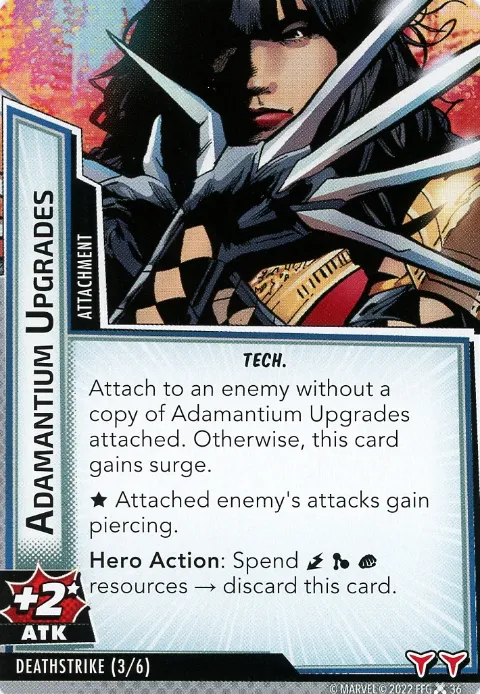 ADAMANTIUM UPGRADES
ATTACHMENT
TECH.
Attach to an enemy without a
copy of Adamantium Upgrades
attached. Otherwise, this card
gains surge.
★ Attached enemy's attacks gain
piercing.
Hero Action: Spend
resources → discard this card.
+2★
ATK
DEATHSTRIKE (3/6)
© MARVEL © 2022 FFG 36